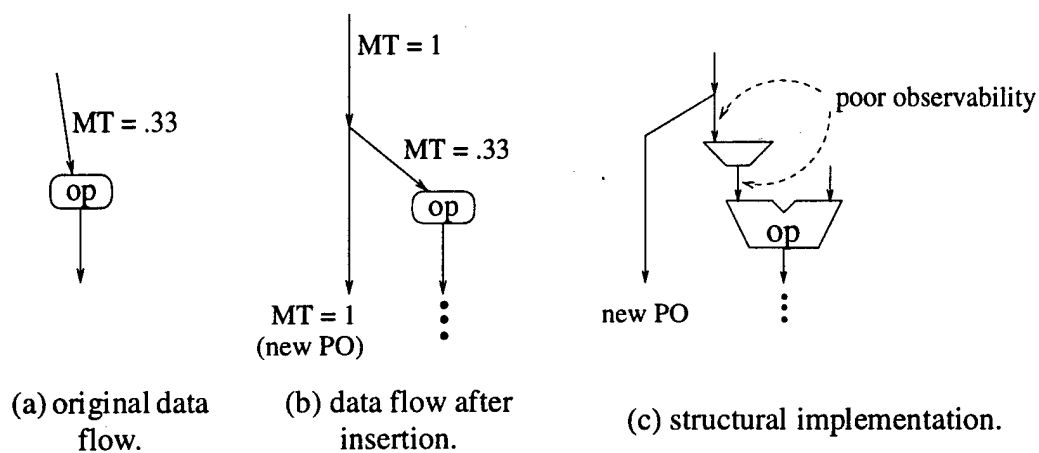 MT = .33
op
(a) original data
flow.
MT = 1
MT = .33
op
MT = 1
(new PO)
(b) data flow after
insertion.
poor observability
op
new PO
(c) structural implementation.